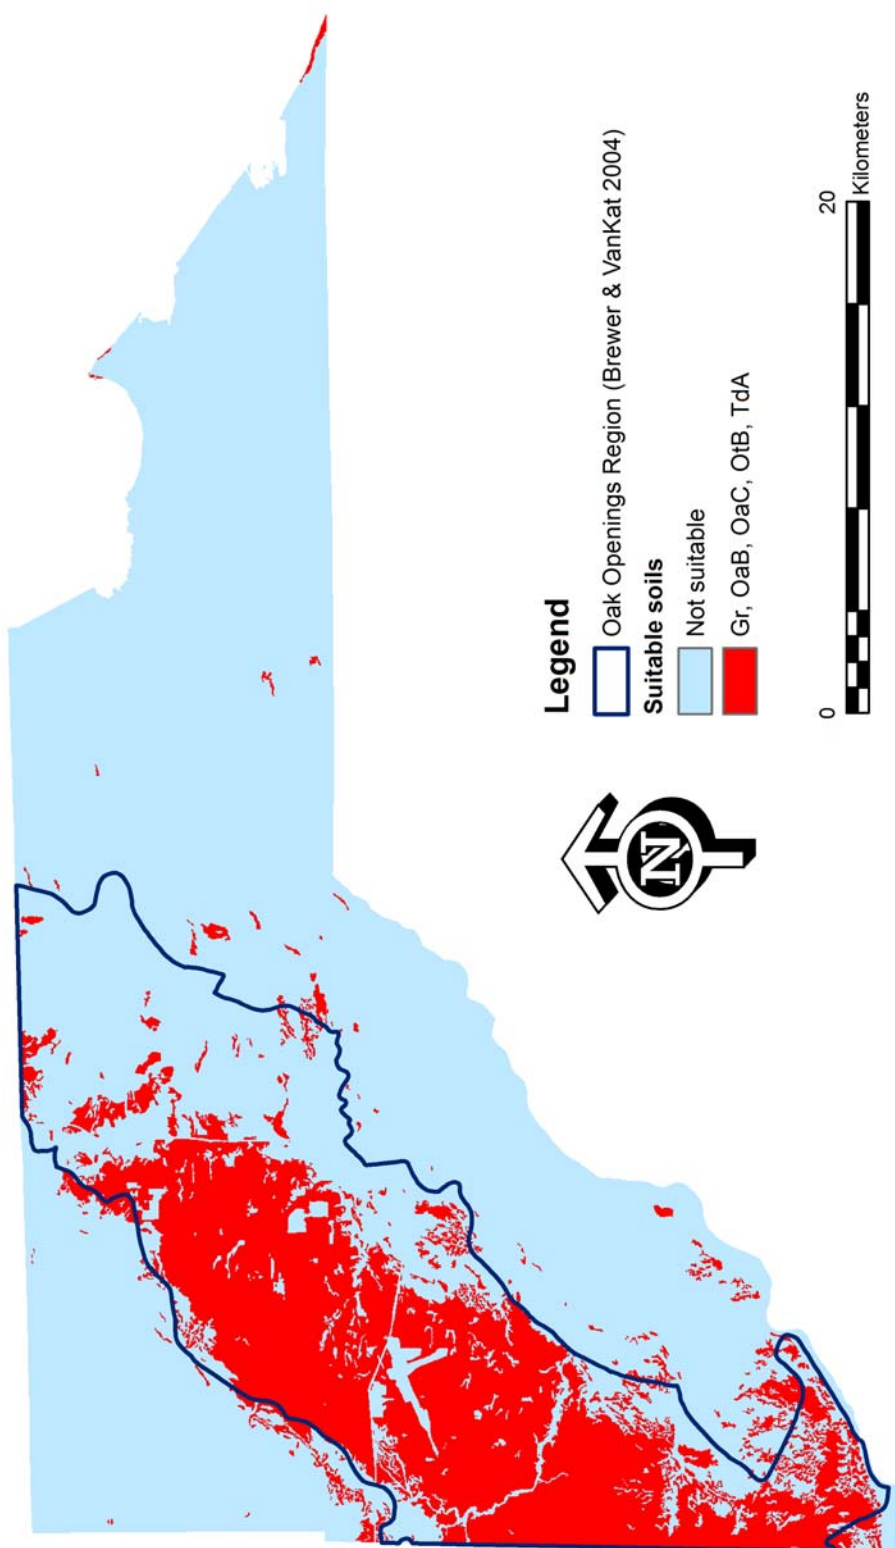 Legend
Oak Openings Region (Brewer & VanKat 2004)
Suitable soils
Not suitable
Gr, OaB, OaC, OtB, TdA
N
0
20
Kilometers